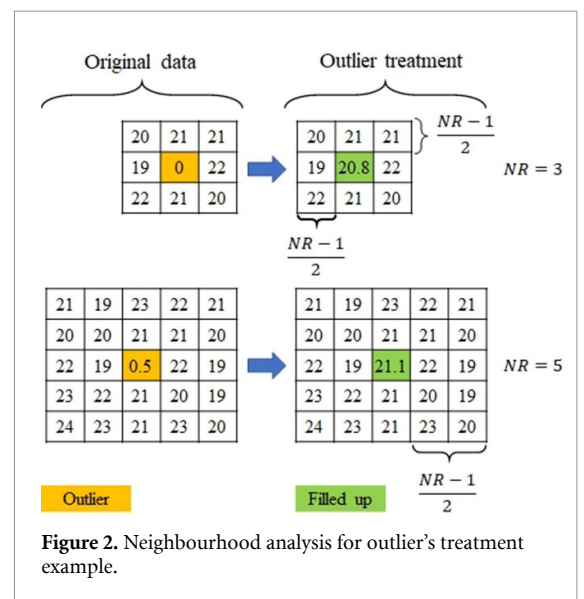 Original data Outlier treatment
20 21 21 20 21 21 NR − 1
2
19 0 22 19 20.8 22 NR = 3
22 21 20 22 21 20
NR − 1
2
21 19 23 22 21 21 19 23 22 21
20 20 21 21 20 20 20 21 21 20
22 19 0.5 22 19 22 19 21.1 22 19 NR = 5
23 22 21 20 19 23 22 21 20 19
24 23 21 23 20 24 23 21 23 20
NR − 1
2
Outlier Filled up
Figure 2. Neighbourhood analysis for outlier's treatment
example.